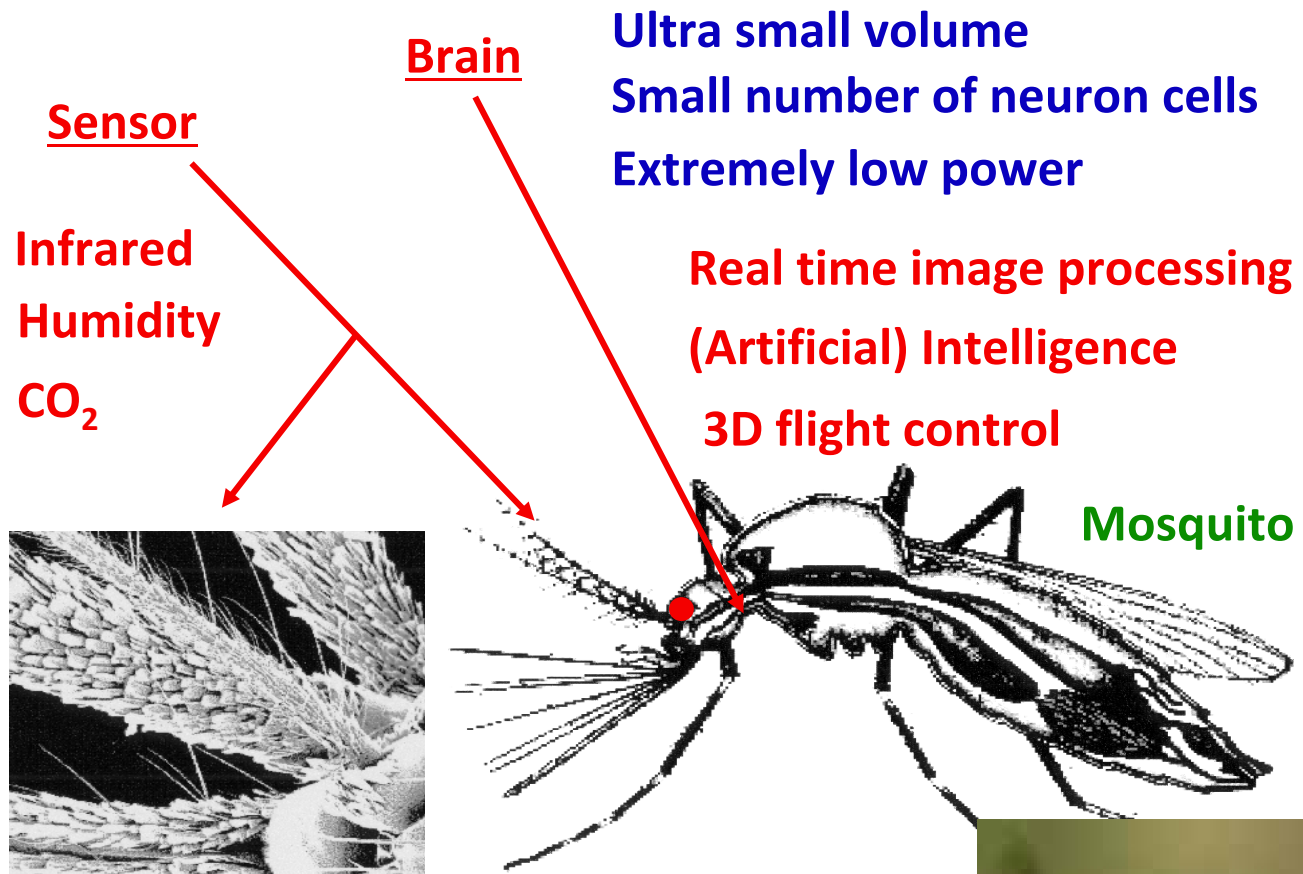 Brain
Ultra small volume
Small number of neuron cells
Extremely low power
Sensor
Infrared
Humidity
CO₂
Real time image processing
(Artificial) Intelligence
3D flight control
Mosquito